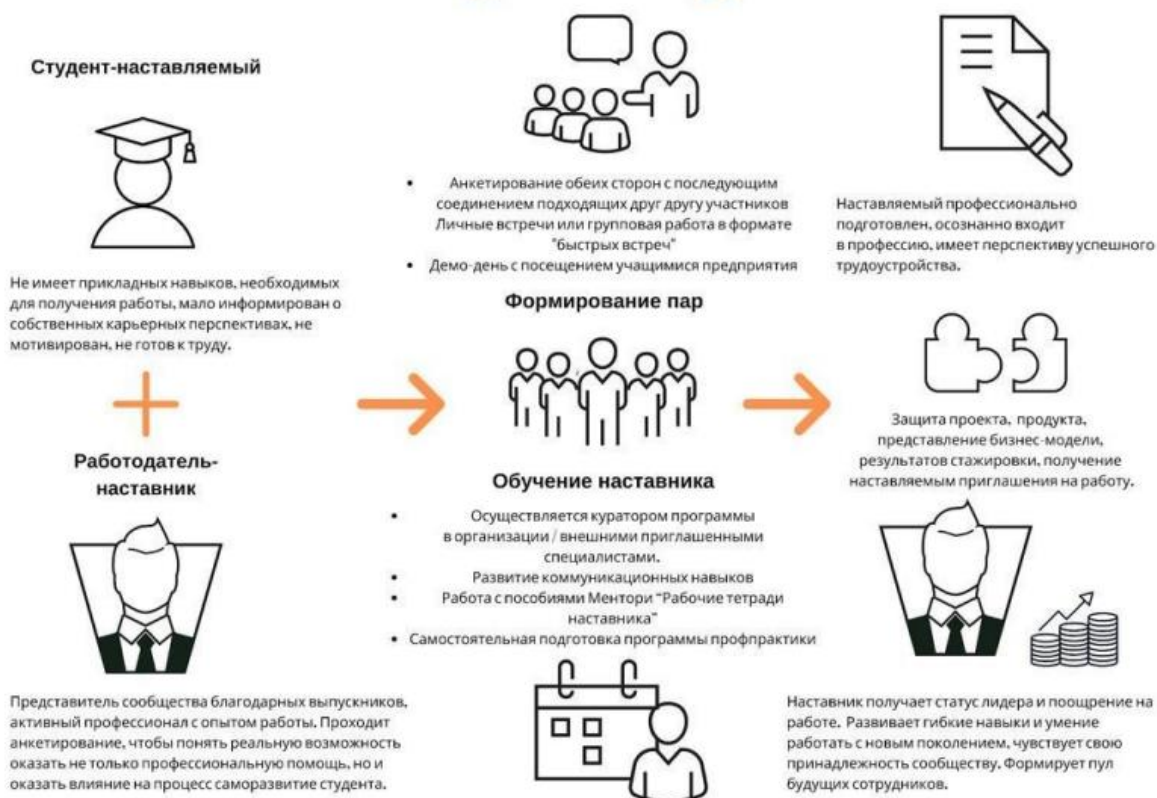 Студент-наставляемый
Не имеет прикладных навыков, необходимых
для получения работы, мало информирован о
собственных карьерных перспективах, не
мотивирован, не готов к труду.
Работодатель-
наставник
Представитель сообщества благодарных выпускников,
активный профессионал с опытом работы. Проходит
анкетирование, чтобы понять реальную возможность
оказать не только профессиональную помощь, но и
оказать влияние на процесс саморазвитие студента.
• Анкетирование обеих сторон с последующим
соединением подходящих друг другу участников
Личные встречи или групповая работа в формате
"быстрых встреч"
• Демо-день с посещением учащимися предприятия
Формирование пар
Обучение наставника
• Осуществляется куратором программы
в организации / внешними приглашенными
специалистами.
• Развитие коммуникационных навыков
• Работа с пособиями Ментори "Рабочие тетради
наставника"
• Самостоятельная подготовка программы профпрактики
Наставляемый профессионально
подготовлен, осознанно входит
в профессию, имеет перспективу успешного
трудоустройства.
Защита проекта, продукта,
представление бизнес-модели,
результатов стажировки, получение
наставляемым приглашения на работу.
Наставник получает статус лидера и поощрение на
работе. Развивает гибкие навыки и умение
работать с новым поколением, чувствует свою
принадлежность сообществу. Формирует пул
будущих сотрудников.